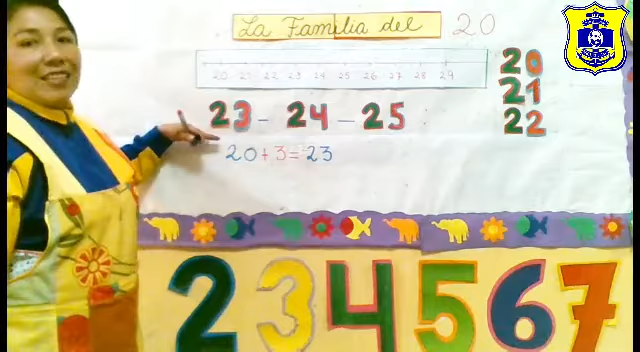 La Familia del 20
20 21 22 23 24 25 26 27 28 29
20
21
22
23 - 24 - 25
20 + 3 = 23
2 3 4 5 6 7